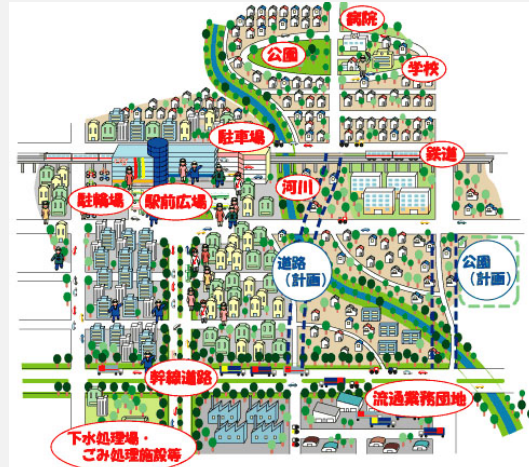 病院
公園
学校
駐車場
鉄道
駐輪場
駅前広場
河川
道路
(計画)
公園
(計画)
幹線道路
流通業務団地
下水処理場・
ごみ処理施設等